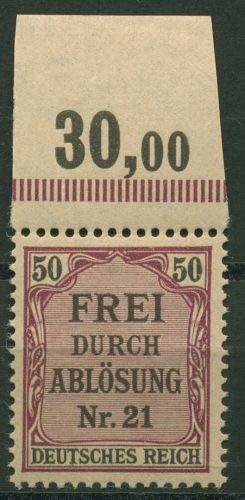 30,00
50 50
FREI
DURCH
ABLÖSUNG
Nr. 21
DEUTSCHES REICH